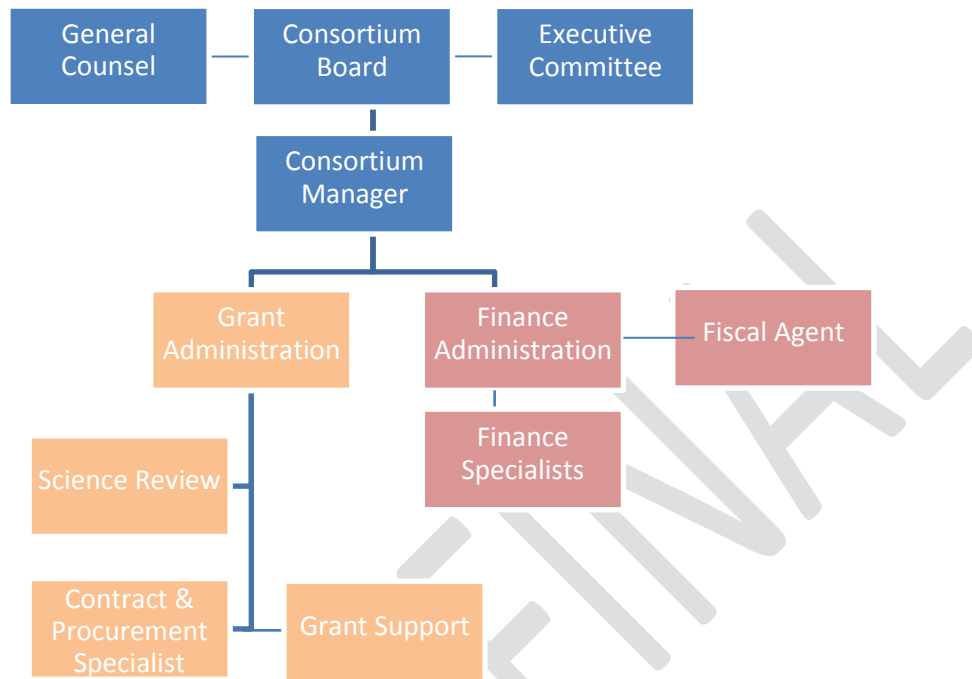 General
Counsel
Consortium
Board
Executive
Committee
Consortium
Manager
Grant
Administration
Finance
Administration
Fiscal Agent
Finance
Specialists
Science Review
Contract &
Procurement
Specialist
Grant Support
FINAL